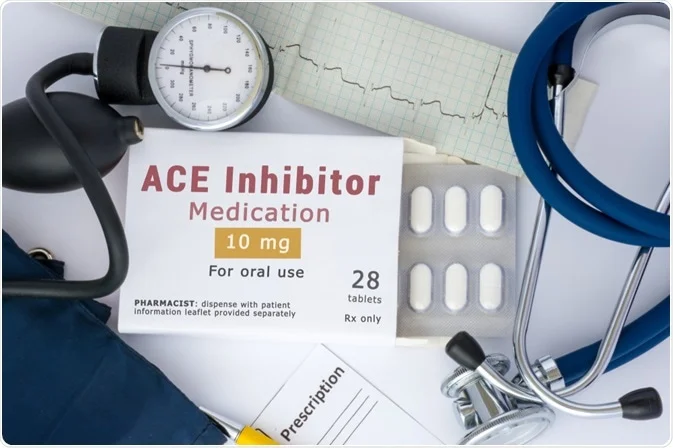 ACE Inhibitor
Medication
10 mg
For oral use
28
tablets
PHARMACIST: dispense with patient
information leaflet provided separately
Rx only
Prescription